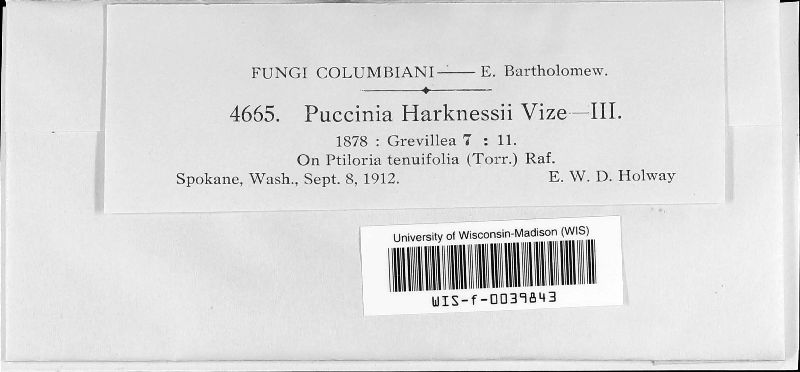 FUNGI COLUMBIANI—— E. Bartholomew.
4665. Puccinia Harknessii Vize—III.
1878 : Grevillea 7 : 11.
On Ptiloria tenuifolia (Torr.) Raf.
Spokane, Wash., Sept. 8, 1912. E. W. D. Holway
University of Wisconsin-Madison (WIS)
WIS-f-0039843